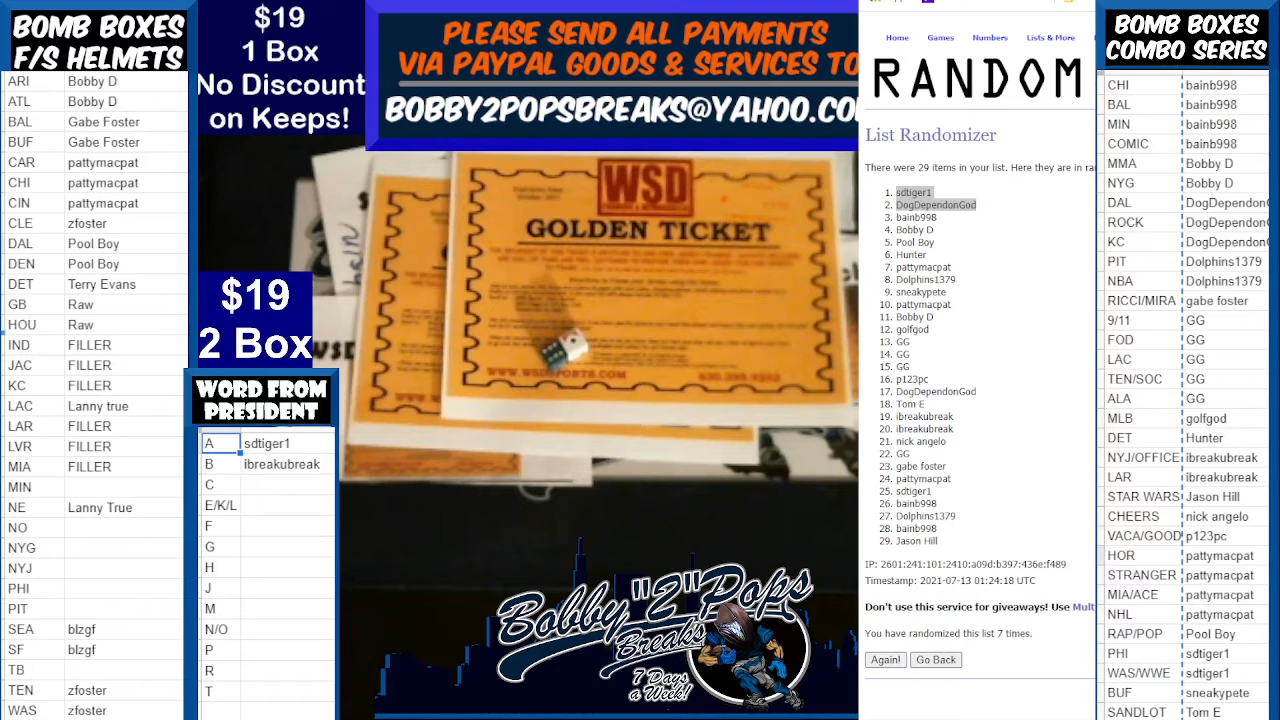 BOMB BOXES
F/S HELMETS
ARI Bobby D
ATL Bobby D
BAL Gabe Foster
BUF Gabe Foster
CAR pattymacpat
CHI pattymacpat
CIN pattymacpat
CLE zfoster
DAL Pool Boy
DEN Pool Boy
DET Terry Evans
GB Raw
HOU Raw
IND FILLER
JAC FILLER
KC FILLER
LAC Lanny true
LAR FILLER
LVR FILLER
MIA FILLER
MIN
NE Lanny True
NO
NYG
NYJ
PHI
PIT
SEA blzgf
SF blzgf
TB
TEN zfoster
WAS zfoster
$19
1 Box
No Discount
on Keeps!
$19
2 Box
WORD FROM
PRESIDENT
A sdtiger1
B ibreakubreak
C
E/K/L
F
G
H
J
M
N/O
P
R
T
PLEASE SEND ALL PAYMENTS
VIA PAYPAL GOODS & SERVICES TO
BOBBY2POPSBREAKS@YAHOO.CO
WSD
GOLDEN TICKET
WWW.WSDSPORTS.COM
Bobby "2" Pops
Breaks
7 Days
a Week!
Home Games Numbers Lists & More
RANDOM
List Randomizer
There were 29 items in your list. Here they are in ra
1. sdtiger1
2. DogDependonGod
3. bainb998
4. Bobby D
5. Pool Boy
6. Hunter
7. pattymacpat
8. Dolphins1379
9. sneakypete
10. pattymacpat
11. Bobby D
12. golfgod
13. GG
14. GG
15. GG
16. p123pc
17. DogDependonGod
18. Tom E
19. ibreakubreak
20. ibreakubreak
21. nick angelo
22. GG
23. gabe foster
24. pattymacpat
25. sdtiger1
26. bainb998
27. Dolphins1379
28. bainb998
29. Jason Hill
IP: 2601:241:101:2410:a09d:b397:436e:f489
Timestamp: 2021-07-13 01:24:18 UTC
Don't use this service for giveaways! Use Mult
You have randomized this list 7 times.
Again! Go Back
BOMB BOXES
COMBO SERIES
CHI bainb998
BAL bainb998
MIN bainb998
COMIC bainb998
MMA Bobby D
NYG Bobby D
DAL DogDependonG
ROCK DogDependonG
KC DogDependonG
PIT Dolphins1379
NBA Dolphins1379
RICCI/MIRA gabe foster
9/11 GG
FOD GG
LAC GG
TEN/SOC GG
ALA GG
MLB golfgod
DET Hunter
NYJ/OFFICE ibreakubreak
LAR ibreakubreak
STAR WARS Jason Hill
CHEERS nick angelo
VACA/GOOD p123pc
HOR pattymacpat
STRANGER pattymacpat
MIA/ACE pattymacpat
NHL pattymacpat
RAP/POP Pool Boy
PHI sdtiger1
WAS/WWE sdtiger1
BUF sneakypete
SANDLOT Tom E